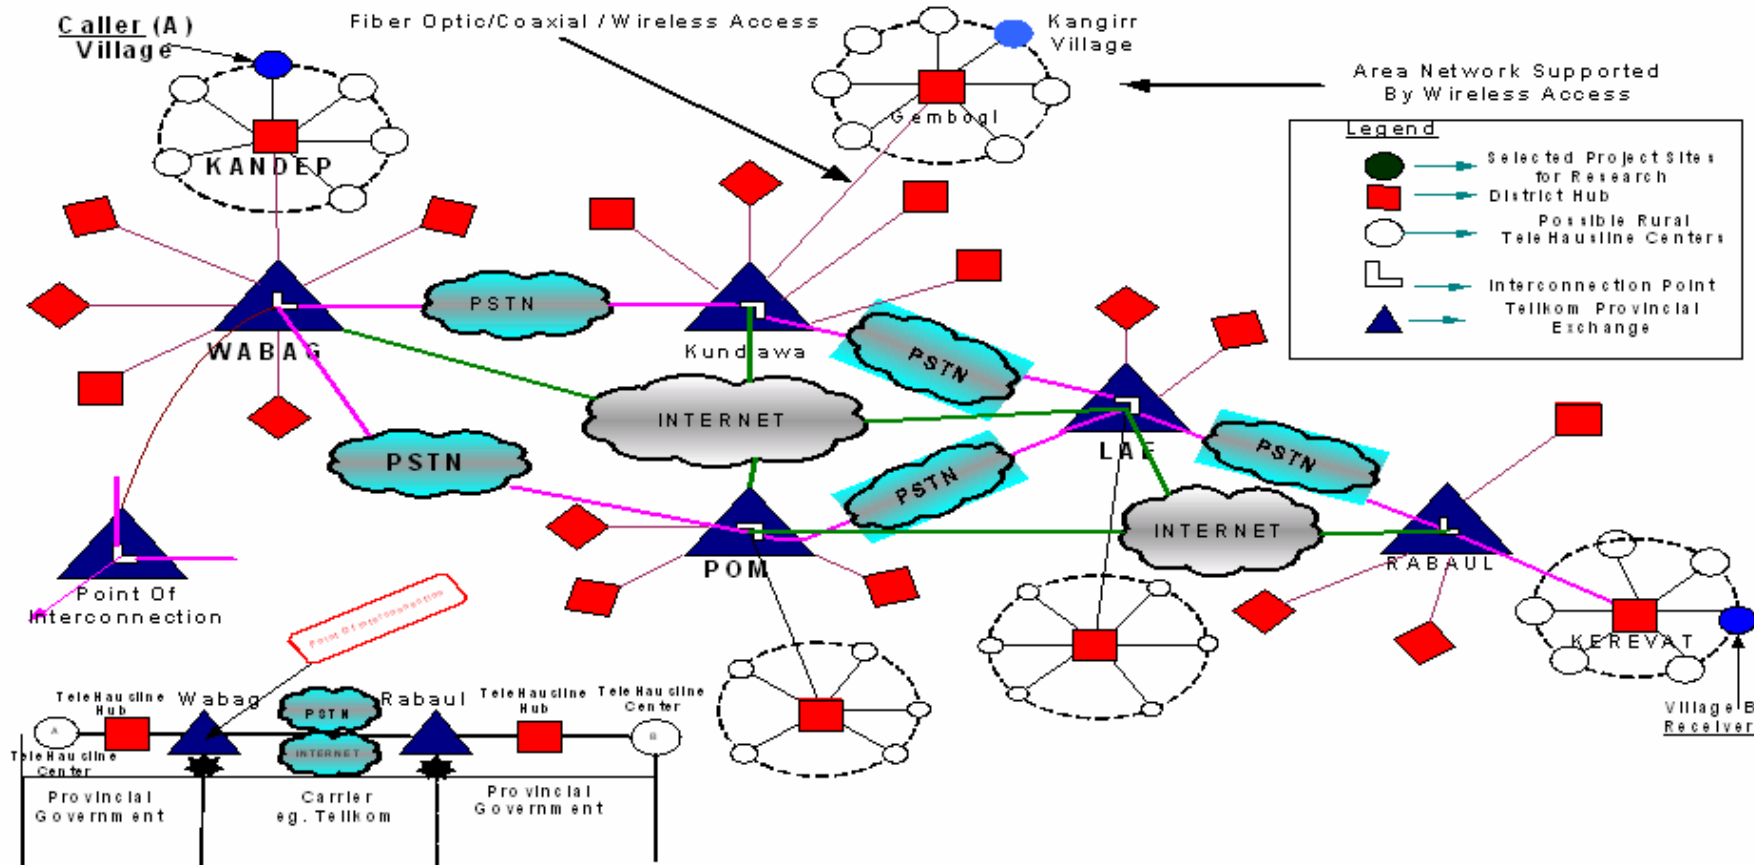 Caller (A)
Village
Fiber Optic/Coaxial /Wireless Access
Kangirr
Village
Area Network Supported
By Wireless Access
Gembogl
KANDEP
Legend
Selected Project Sites
for Research
District Hub
Possible Rural
TeleHausline Centers
Interconnection Point
Telikom Provincial
Exchange
PSTN
WABAG
Kundiawa
PSTN
INTERNET
PSTN
LAE
PSTN
PSTN
INTERNET
POM
RABAUL
Point Of
Interconnection
Point Of Interconnection
KEREVAT
Village B
Receiver
TeleHausline
Hub
Wabag
PSTN
Rabaul
TeleHausline
Hub
TeleHausline
Center
A
INTERNET
B
TeleHausline
Center
Provincial
Government
Carrier
eg. Telikom
Provincial
Government